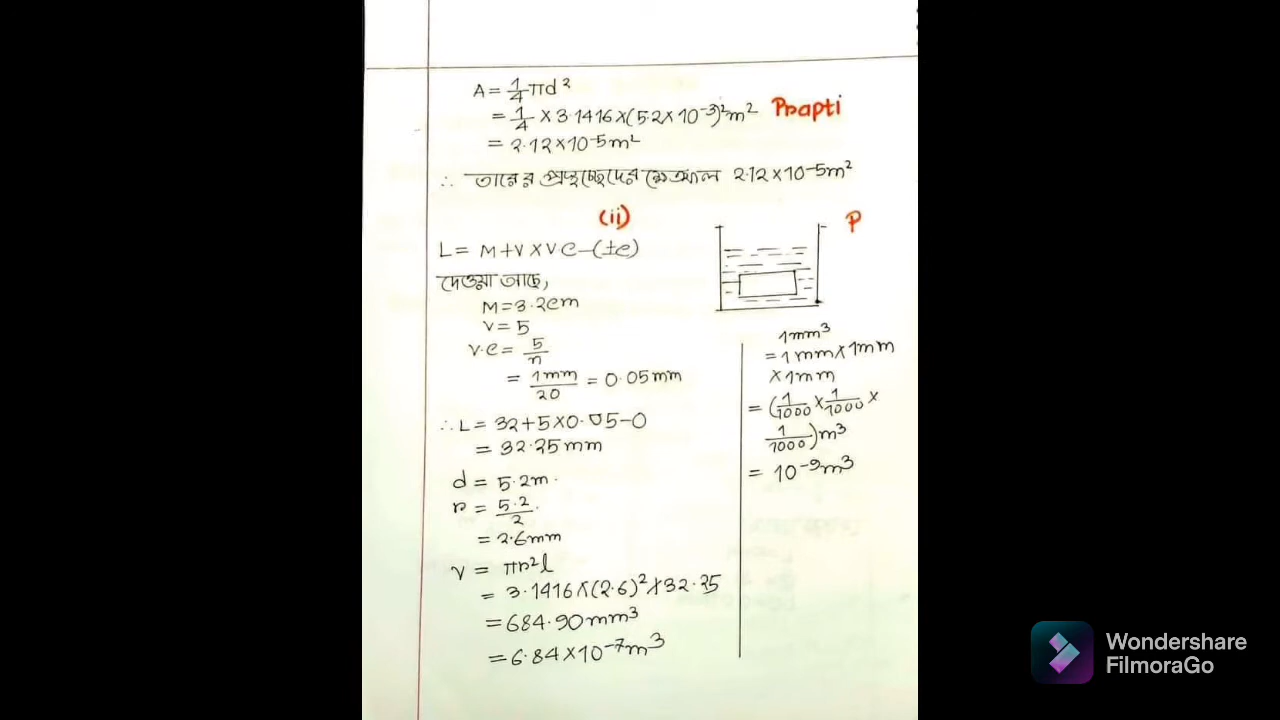 A = 1/4 πd²
= 1/4 × 3.1416 × (5.2 × 10⁻³)² m²
Prapti
= 2.12 × 10⁻⁵ m²
∴ তারের প্রস্থচ্ছেদের ক্ষেত্রফল 2.12 × 10⁻⁵ m²
(ii)
P
L = M + V × V.C – (±e)
দেওয়া আছে,
M = 3.2cm
V = 5
V.C = 5/n
= 1mm/20 = 0.05 mm
∴ L = 32 + 5 × 0.05 – 0
= 32.25 mm
d = 5.2m.
r = 5.2/2.
= 2.6mm
V = πr²l
= 3.1416 × (2.6)² × 32.25
= 684.90 mm³
= 6.84 × 10⁻⁷ m³
1mm³
= 1mm × 1mm
× 1mm
= (1/1000 × 1/1000 ×
1/1000) m³
= 10⁻⁹ m³
Wondershare
FilmoraGo